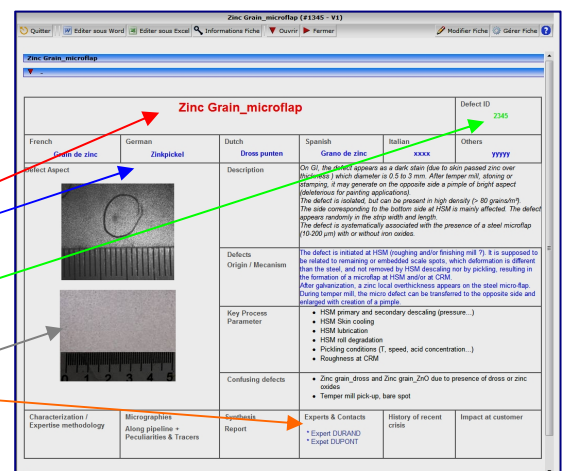 Zinc Grain_microflap (#1345 - V1)
Quitter Editer sous Word Editer sous Excel Informations Fiche Ouvrir Fermer Modifier Fiche Gérer Fiche ?
Zinc Grain_microflap
-
Zinc Grain_microflap
Defect ID
2345
French German Dutch Spanish Italian Others
Grain de zinc Zinkpickel Dross punten Grano de zinc xxxx yyyyy
Defect Aspect
Description
On GI, the defect appears as a dark stain (due to skin passed zinc over
thickness ) which diameter is 0.5 to 3 mm. After temper mill, storing or
stamping, it may generate on the opposite side a pimple of bright aspect
(deleterious for painting applications).
The defect is isolated, but can be present in high density (> 80 grains/m²).
The side corresponding to the bottom side at HSM is mainly affected. The defect
appears randomly in the strip width and length.
The defect is systematically associated with the presence of a steel microflap
(10-200 µm) with or without iron oxides.
Defects
Origin / Mecanism
The defect is initiated at HSM (roughing and/or finishing mill ?). It is supposed to
be related to remaining or embedded scale spots, which deformation is different
than the steel, and not removed by HSM descaling nor by pickling, resulting in
the formation of a microflap at HSM and/or at CRM.
After galvanization, a zinc local overthickness appears on the steel micro-flap.
During temper mill, the micro defect can be transferred to the opposite side and
enlarged with creation of a pimple.
Key Process
Parameter
• HSM primary and secondary descaling (pressure...)
• HSM Skin cooling
• HSM lubrication
• HSM roll degradation
• Pickling conditions (T, speed, acid concentration...)
• Roughness at CRM
0 1 2 3 4 5
Confusing defects
• Zinc grain_dross and Zinc grain_ZnO due to presence of dross or zinc
oxides
• Temper mill pick-up, bare spot
Characterization /
Expertise methodology
Micrographies
Along pipeline +
Peculiarities & Tracers
Synthesis
Report
Experts & Contacts
* Expert DURAND
* Expat DUPONT
History of recent
crisis
Impact at customer